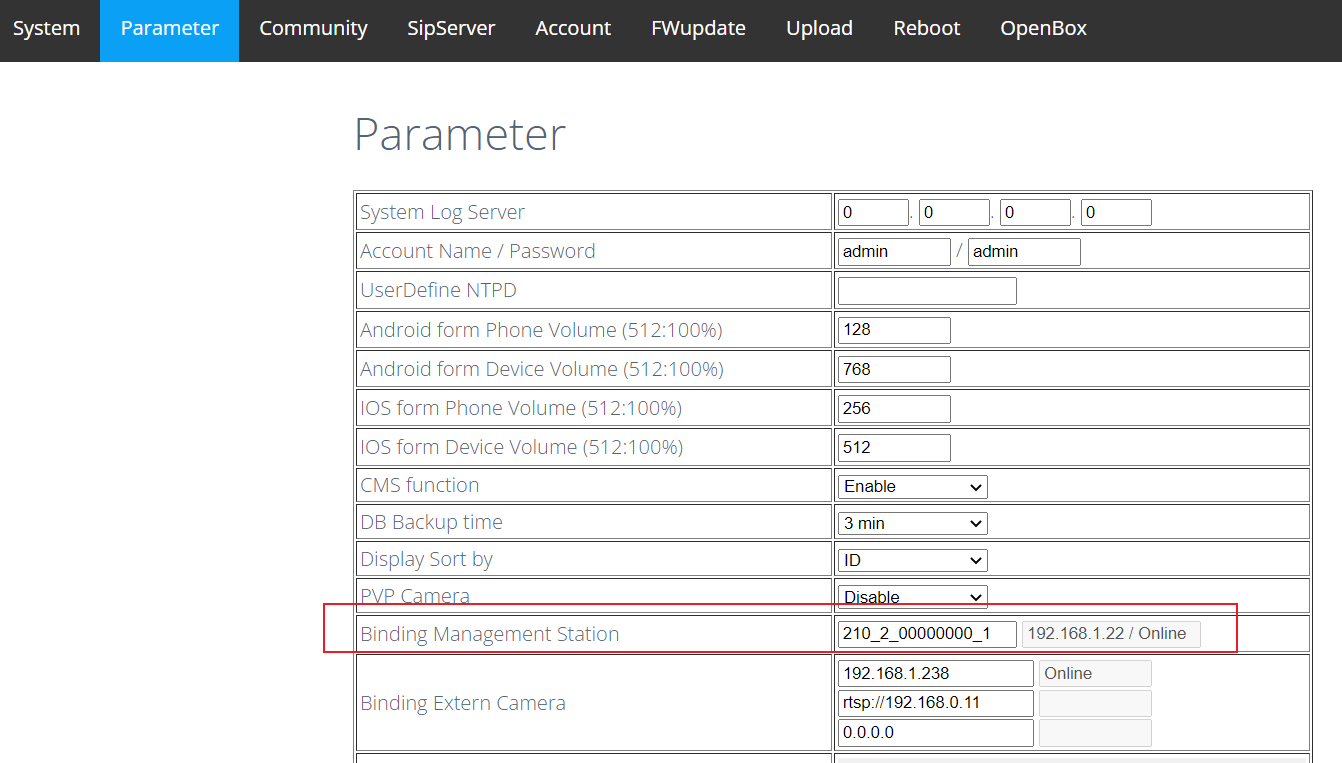 System Parameter Community SipServer Account FWupdate Upload Reboot OpenBox
Parameter
System Log Server 0 . 0 . 0 . 0
Account Name / Password admin / admin
UserDefine NTPD
Android form Phone Volume (512:100%) 128
Android form Device Volume (512:100%) 768
IOS form Phone Volume (512:100%) 256
IOS form Device Volume (512:100%) 512
CMS function Enable
DB Backup time 3 min
Display Sort by ID
PVP Camera Disable
Binding Management Station 210_2_00000000_1 192.168.1.22 / Online
Binding Extern Camera 192.168.1.238 Online
rtsp://192.168.0.11
0.0.0.0